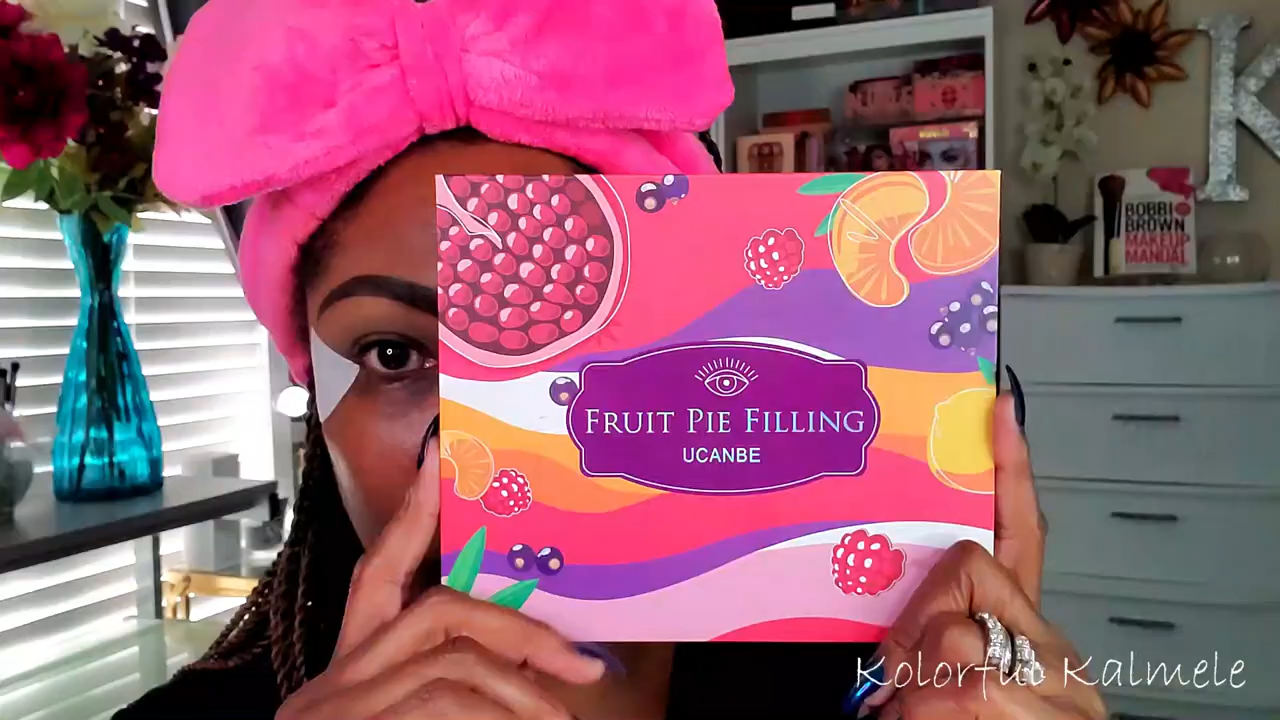 FRUIT PIE FILLING
UCANBE
BOBBI
BROWN
MAKEUP
MANUAL
K
Kolorful Kalmele